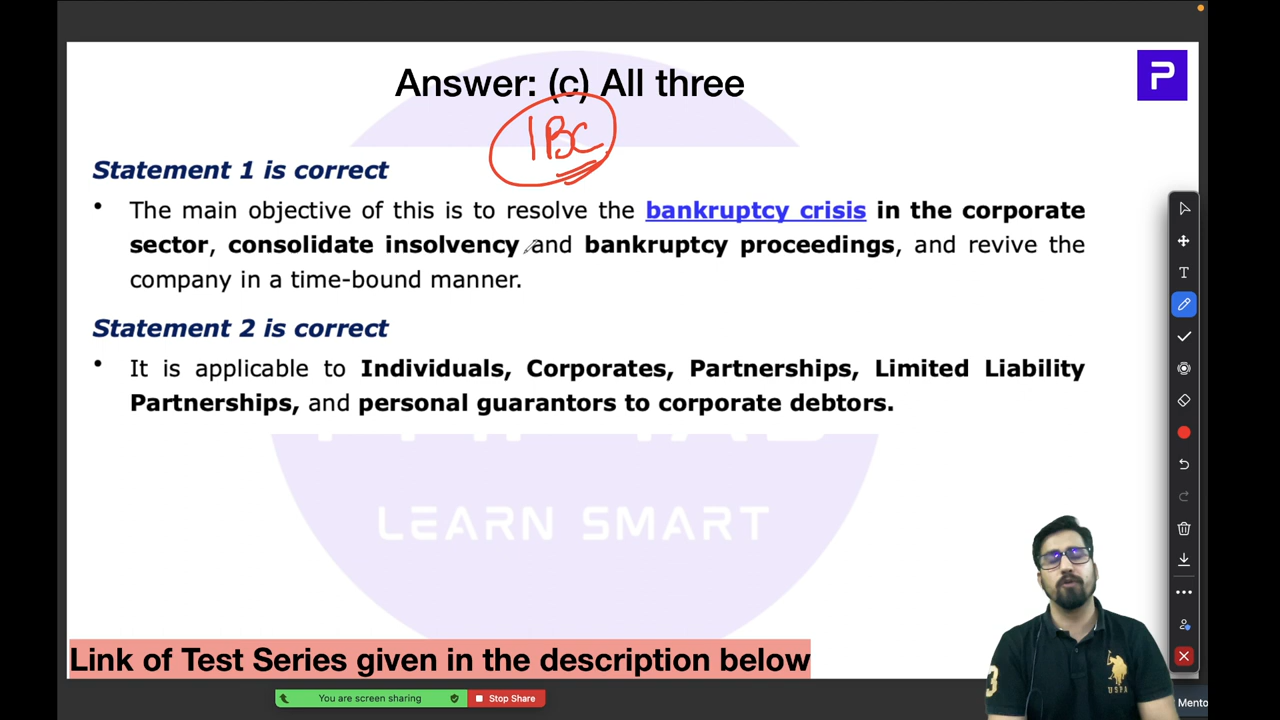 P
Answer: (c) All three
IBC
Statement 1 is correct
• The main objective of this is to resolve the bankruptcy crisis in the corporate
sector, consolidate insolvency and bankruptcy proceedings, and revive the
company in a time-bound manner.
Statement 2 is correct
• It is applicable to Individuals, Corporates, Partnerships, Limited Liability
Partnerships, and personal guarantors to corporate debtors.
LEARN SMART
T
3
USPA
Link of Test Series given in the description below
You are screen sharing
Stop Share
Mento